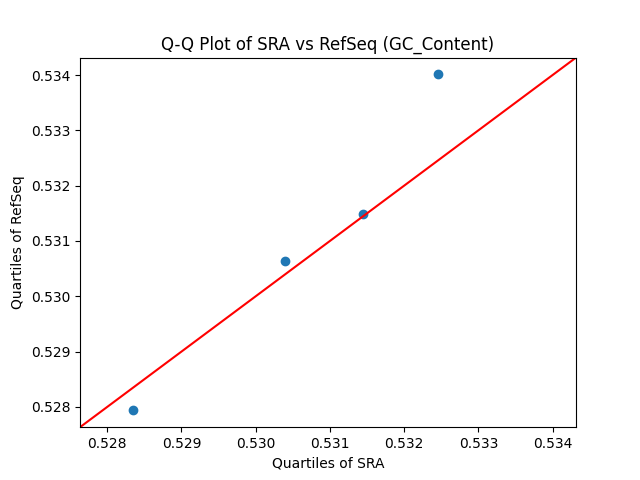 Q-Q Plot of SRA vs RefSeq (GC_Content)
0.534
0.533
0.532
0.531
0.530
0.529
0.528
Quartiles of RefSeq
0.528 0.529 0.530 0.531 0.532 0.533 0.534
Quartiles of SRA